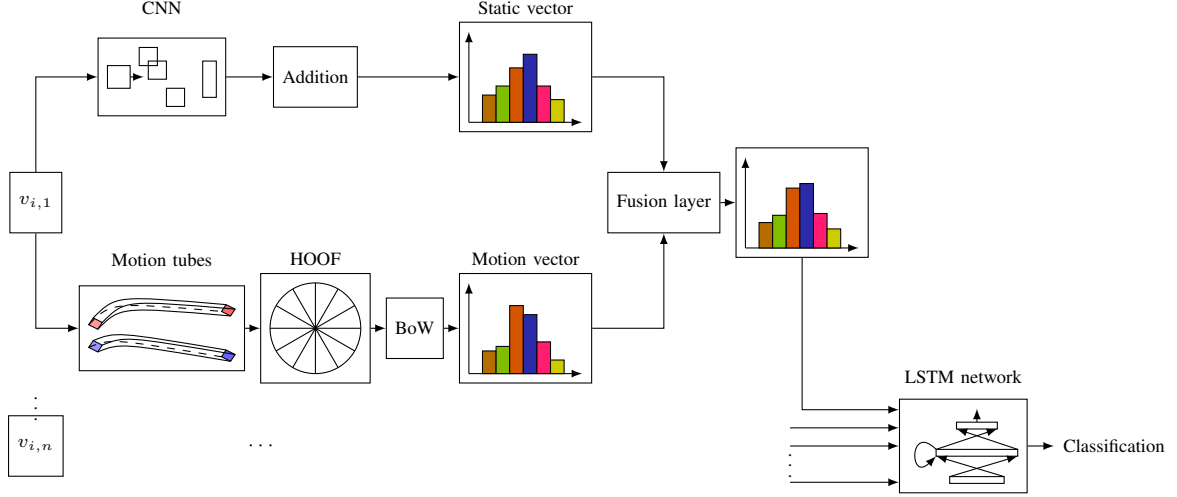 CNN
Static vector
Addition
v_{i,1}
Fusion layer
Motion tubes
HOOF
Motion vector
BoW
LSTM network
⋮
v_{i,n}
...
⋮
Classification